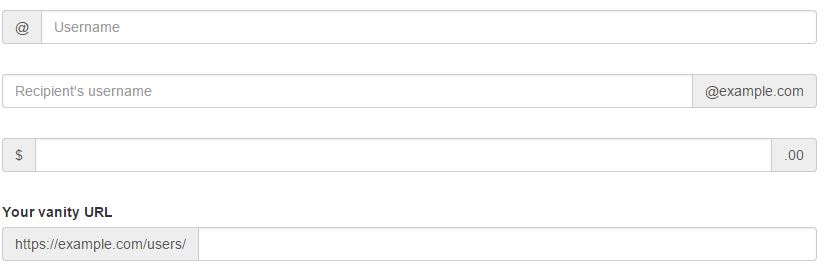 @ Username
Recipient's username @example.com
$ .00
Your vanity URL
https://example.com/users/